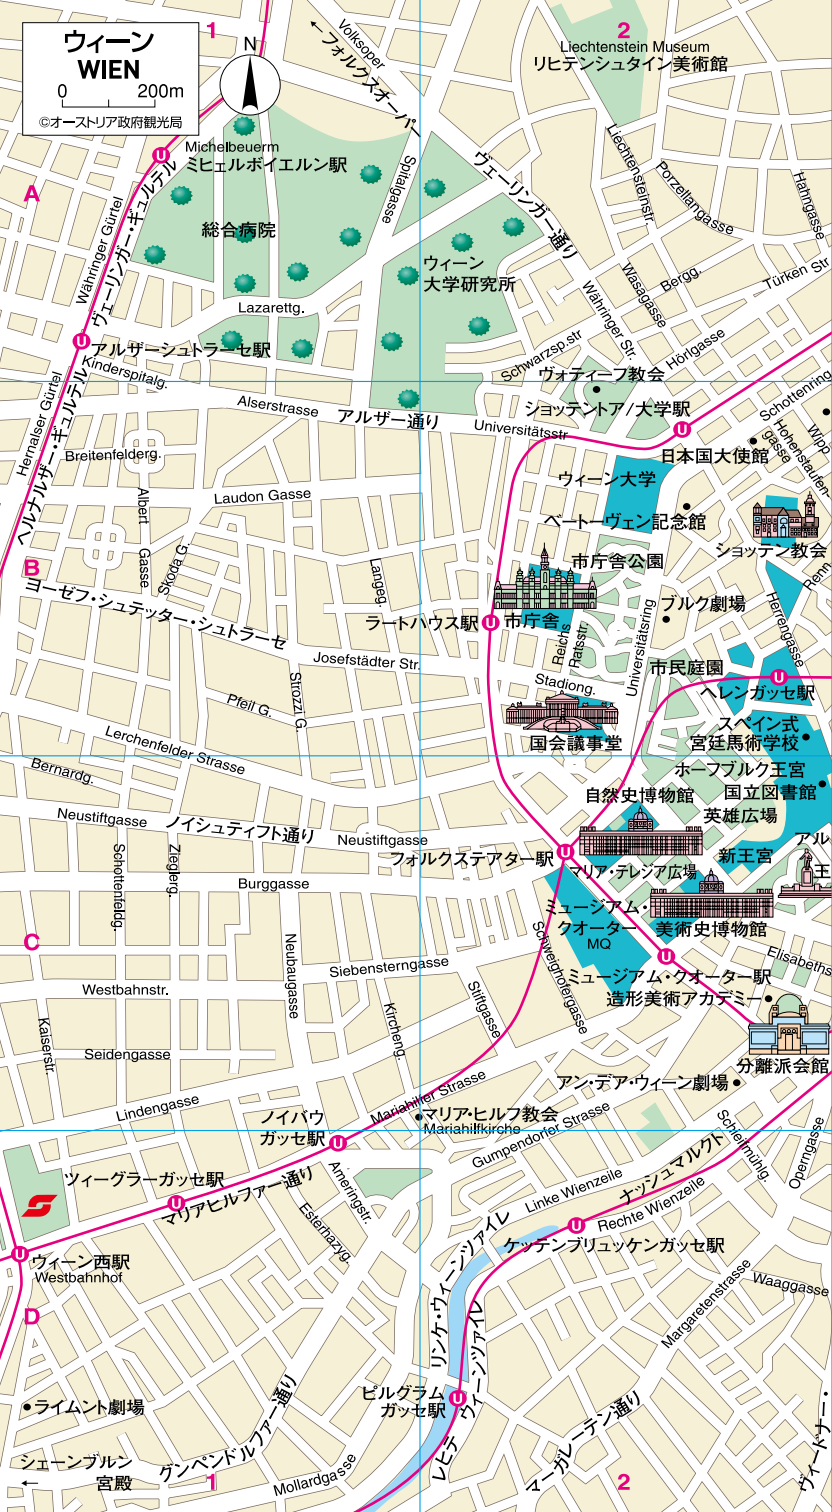 1
2
ウィーン
WIEN
0 200m
©オーストリア政府観光局
N
Volksoper
←フォルクスオーパー
Liechtenstein Museum
リヒテンシュタイン美術館
A
Michelbeuerm
ミヒェルボイエルン駅
Spitalgasse
ヴェーリンガー通り
Liechtensteinstr.
Porzellangasse
Hahngasse
Währinger Gürtel
ヴェーリンガー・ギュルテル
総合病院
ウィーン
大学研究所
Wasagasse
Bergg.
Türken Str
Währinger Str.
Lazarettg.
Hörlgasse
Schwarzsp.str
アルザーシュトラーセ駅
Kinderspitalg.
ヴォティーフ教会
ショッテントア/大学駅
Schottenring
Hernalser Gürtel
ヘルナルザー・ギュルテル
Alserstrasse
アルザー通り
Universitätsstr
Wipp
Hohenstaufen-
gasse
日本国大使館
Breitenfelderg.
ウィーン大学
Laudon Gasse
Albert
Gasse
Skoda G.
ベートーヴェン記念館
ショッテン教会
市庁舎公園
B
Langeg.
Renn
ヨーゼフ・シュテッター・シュトラーセ
ブルク劇場
Herrengasse
ラートハウス駅
市庁舎
Reichs
Ratsstr
Universitätsring
Josefstädter Str.
市民庭園
Stadiong.
ヘレンガッセ駅
Strozzi G.
Pfeil G.
スペイン式
宮廷馬術学校
国会議事堂
Lerchenfelder Strasse
Bernardg.
ホーフブルク王宮
国立図書館
自然史博物館
英雄広場
Neustiftgasse
ノイシュティフト通り
Neustiftgasse
アル
フォルクステアター駅
新王宮
マリア・テレジア広場
王
Schottenfeldg.
Zieglerg.
Burggasse
ミュージアム・
クオーター
MQ
美術史博物館
C
Schweighofergasse
Neubaugasse
Siebensterngasse
Elisabeths
Westbahnstr.
ミュージアム・クオーター駅
造形美術アカデミー
Stiftgasse
Kircheng.
Kaiserstr.
Seidengasse
分離派会館
アン・デア・ウィーン劇場
Mariahilfer Strasse
Lindengasse
ノイバウ
ガッセ駅
マリア・ヒルフ教会
Mariahilfkirche
Gumpendorfer Strasse
Schleifmühlg.
Operngasse
ツィーグラーガッセ駅
マリアヒルファー通り
Ameringstr.
Esterhazyg.
Linke Wienzeile
ナッシュマルクト
Rechte Wienzeile
ケッテンブリュッケンガッセ駅
ウィーン西駅
Westbahnhof
リンケ・ウィーンツァイレ
Margaretenstrasse
Waaggasse
D
レヒテ ヴィーンツァイレ
ピルグラム
ガッセ駅
ライムント劇場
マーガレーテン通り
ヴィードナー・
シェーンブルン
宮殿
←
グンペンドルファー通り
Mollardgasse
1
2